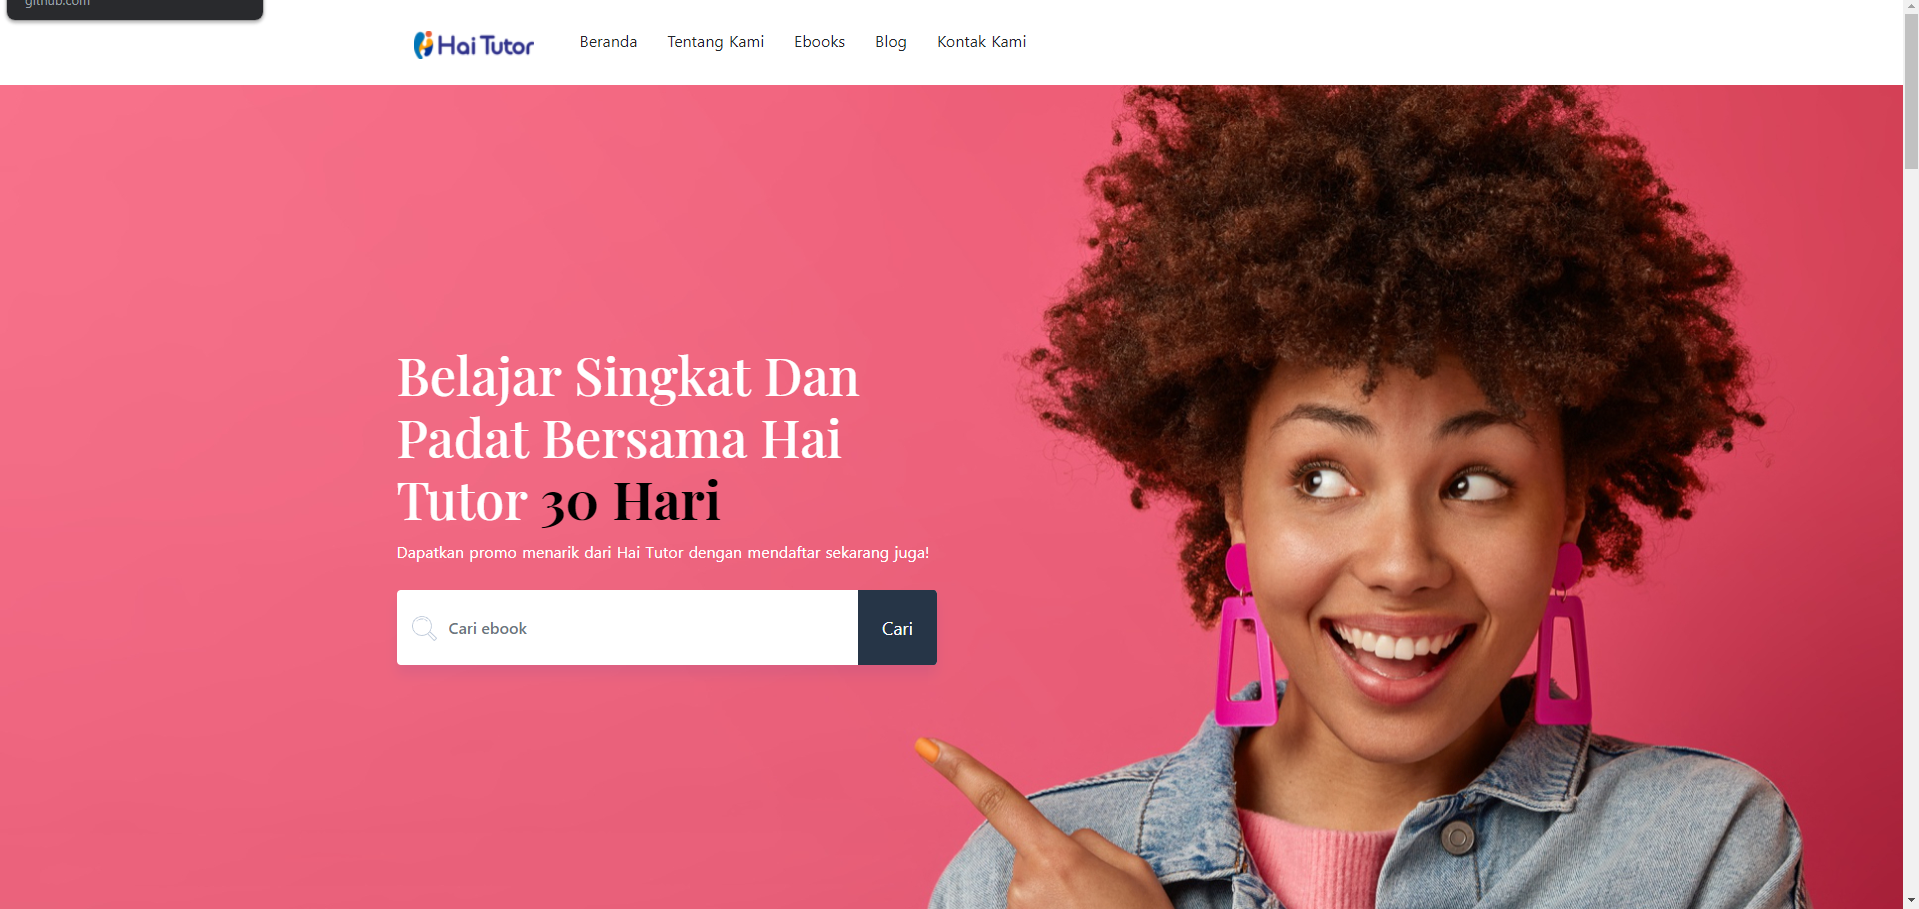 github.com
Hai Tutor
Beranda
Tentang Kami
Ebooks
Blog
Kontak Kami
Belajar Singkat Dan
Padat Bersama Hai
Tutor 30 Hari
Dapatkan promo menarik dari Hai Tutor dengan mendaftar sekarang juga!
Cari ebook
Cari